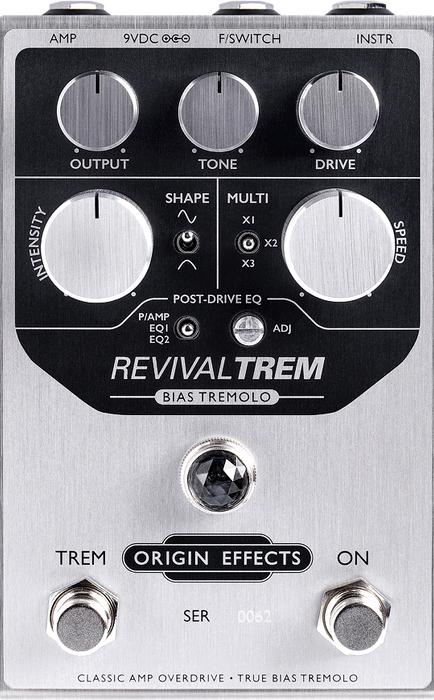 AMP 9VDC F/SWITCH INSTR
OUTPUT TONE DRIVE
INTENSITY
SHAPE
MULTI
X1
X2
X3
SPEED
POST-DRIVE EQ
P/AMP
EQ1
EQ2
ADJ
REVIVALTREM
BIAS TREMOLO
TREM ORIGIN EFFECTS ON
SER 0062
CLASSIC AMP OVERDRIVE • TRUE BIAS TREMOLO